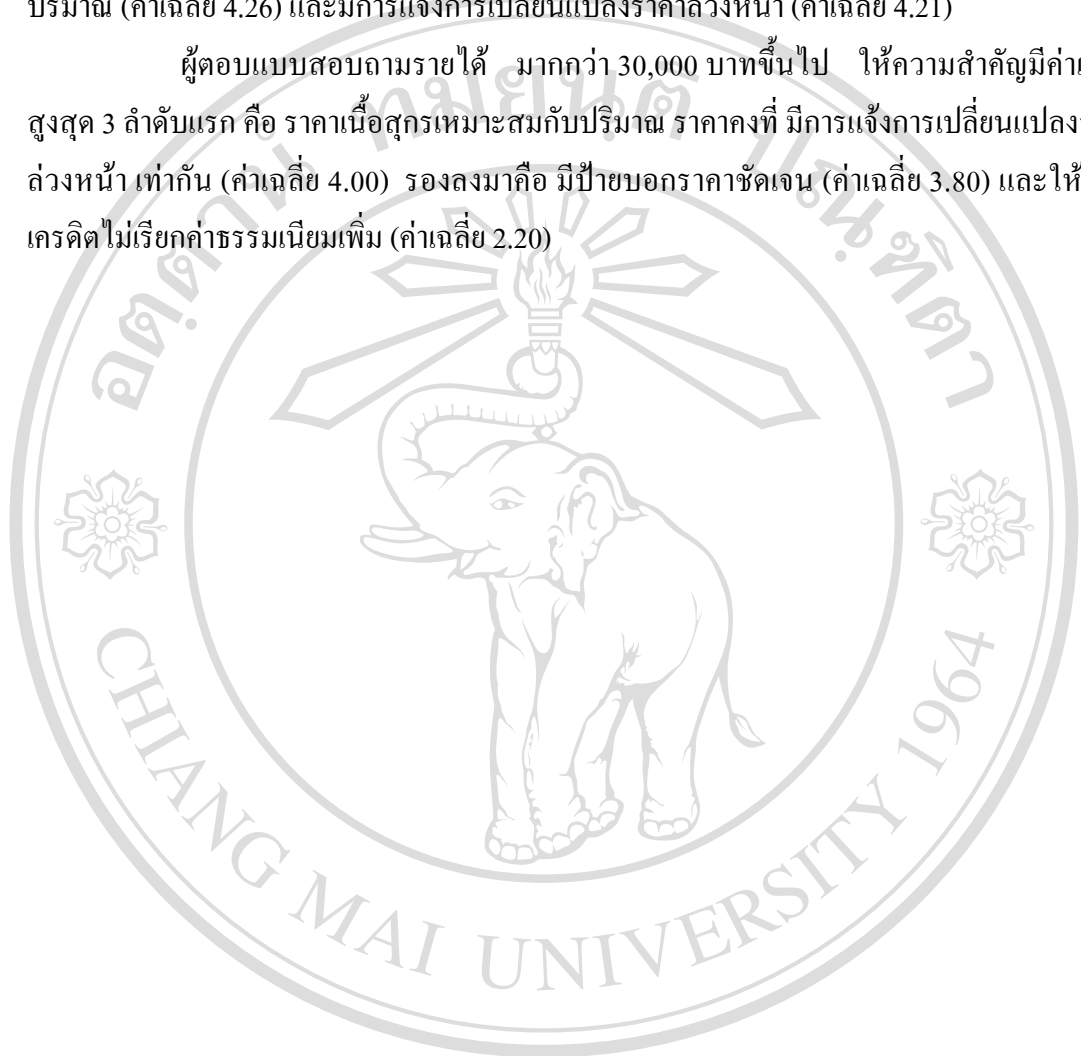 ปริมาณ (ค่าเฉลี่ย 4.26) และมีการแจ้งการเปลี่ยนแปลงราคาล่วงหน้า (ค่าเฉลี่ย 4.21)
ผู้ตอบแบบสอบถามรายได้ มากกว่า 30,000 บาทขึ้นไป ให้ความสำคัญมีค่า
สูงสุด 3 ลำดับแรก คือ ราคาเนื้อสุกรเหมาะสมกับปริมาณ ราคาคงที่ มีการแจ้งการเปลี่ยนแปลง
ล่วงหน้า เท่ากัน (ค่าเฉลี่ย 4.00) รองลงมาคือ มีป้ายบอกราคาชัดเจน (ค่าเฉลี่ย 3.80) และให้
เครดิตไม่เรียกค่าธรรมเนียมเพิ่ม (ค่าเฉลี่ย 2.20)
อตฺตานํ ทมยนฺติ ปณฺฑิตา
CHIANG MAI UNIVERSITY 1964